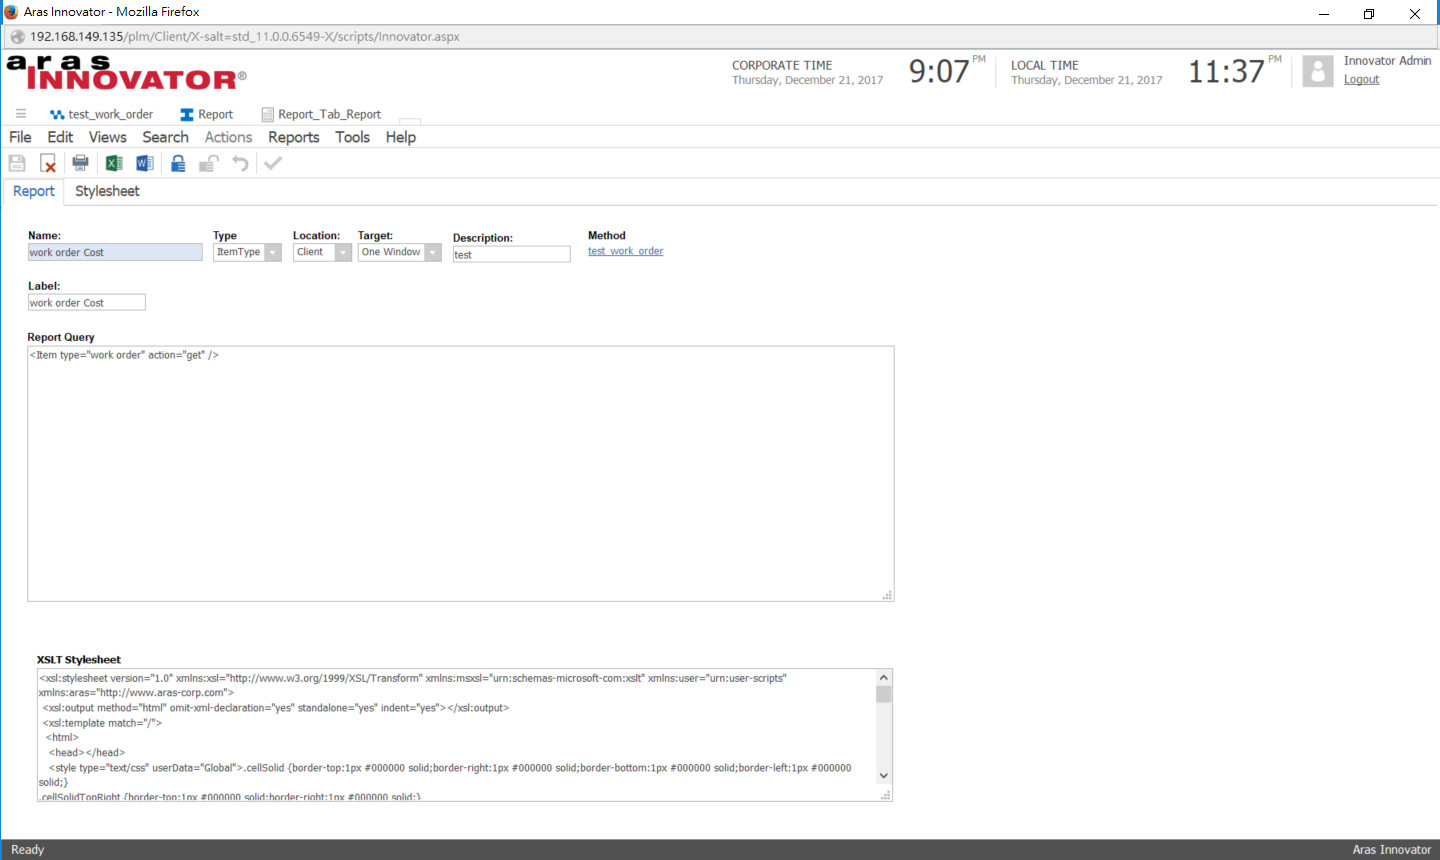 Aras Innovator - Mozilla Firefox
192.168.149.135/plm/Client/X-salt=std_11.0.0.6549-X/scripts/Innovator.aspx
aras
INNOVATOR®
CORPORATE TIME
Thursday, December 21, 2017
9:07 PM
LOCAL TIME
Thursday, December 21, 2017
11:37 PM
Innovator Admin
Logout
test_work_order Report Report_Tab_Report
File Edit Views Search Actions Reports Tools Help
Report Stylesheet
Name: Type Location: Target: Description: Method
work order Cost ItemType Client One Window test test_work_order
Label:
work order Cost
Report Query
<Item type="work order" action="get" />
XSLT Stylesheet
<xsl:stylesheet version="1.0" xmlns:xsl="http://www.w3.org/1999/XSL/Transform" xmlns:msxsl="urn:schemas-microsoft-com:xslt" xmlns:user="urn:user-scripts"
xmlns:aras="http://www.aras-corp.com">
<xsl:output method="html" omit-xml-declaration="yes" standalone="yes" indent="yes"></xsl:output>
<xsl:template match="/">
<html>
<head></head>
<style type="text/css" userData="Global">.cellSolid {border-top:1px #000000 solid;border-right:1px #000000 solid;border-bottom:1px #000000 solid;border-left:1px #000000
solid;}
.cellSolidTopRight {border-top:1px #000000 solid;border-right:1px #000000 solid;}
Ready
Aras Innovator